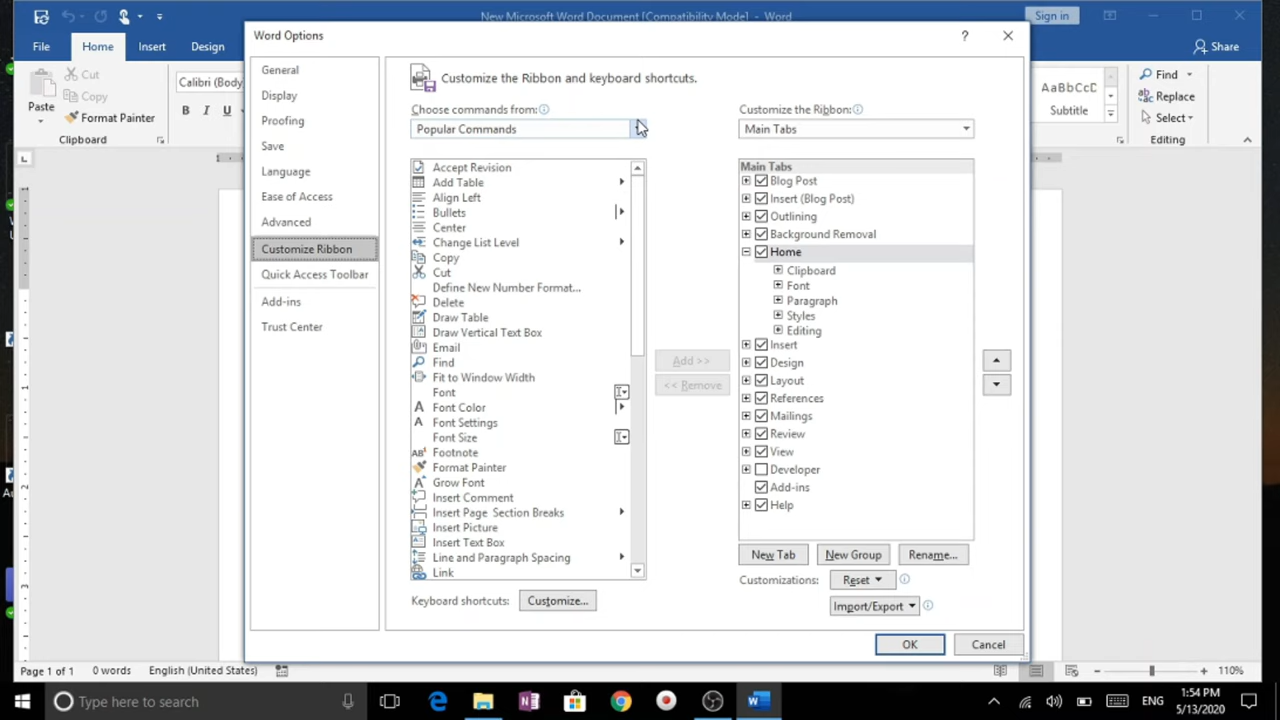 New Microsoft Word Document [Compatibility Mode] - Word
Sign in
File
Home
Insert
Design
Share
Cut
Copy
Paste
Format Painter
Clipboard
Calibri (Body
B I U
AaBbCcD
Subtitle
Find
Replace
Select
Editing
Word Options
?
General
Display
Proofing
Save
Language
Ease of Access
Advanced
Customize Ribbon
Quick Access Toolbar
Add-ins
Trust Center
Customize the Ribbon and keyboard shortcuts.
Choose commands from:
Popular Commands
Accept Revision
Add Table
Align Left
Bullets
Center
Change List Level
Copy
Cut
Define New Number Format...
Delete
Draw Table
Draw Vertical Text Box
Email
Find
Fit to Window Width
Font
Font Color
Font Settings
Font Size
Footnote
Format Painter
Grow Font
Insert Comment
Insert Page Section Breaks
Insert Picture
Insert Text Box
Line and Paragraph Spacing
Link
Keyboard shortcuts:
Customize...
Add >>
<< Remove
Customize the Ribbon:
Main Tabs
Main Tabs
Blog Post
Insert (Blog Post)
Outlining
Background Removal
Home
Clipboard
Font
Paragraph
Styles
Editing
Insert
Design
Layout
References
Mailings
Review
View
Developer
Add-ins
Help
New Tab
New Group
Rename...
Customizations:
Reset
Import/Export
OK
Cancel
Page 1 of 1
0 words
English (United States)
110%
Type here to search
ENG
1:54 PM
5/13/2020